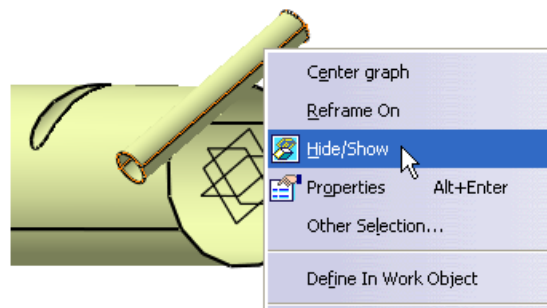 Center graph
Reframe On
Hide/Show
Properties Alt+Enter
Other Selection...
Define In Work Object